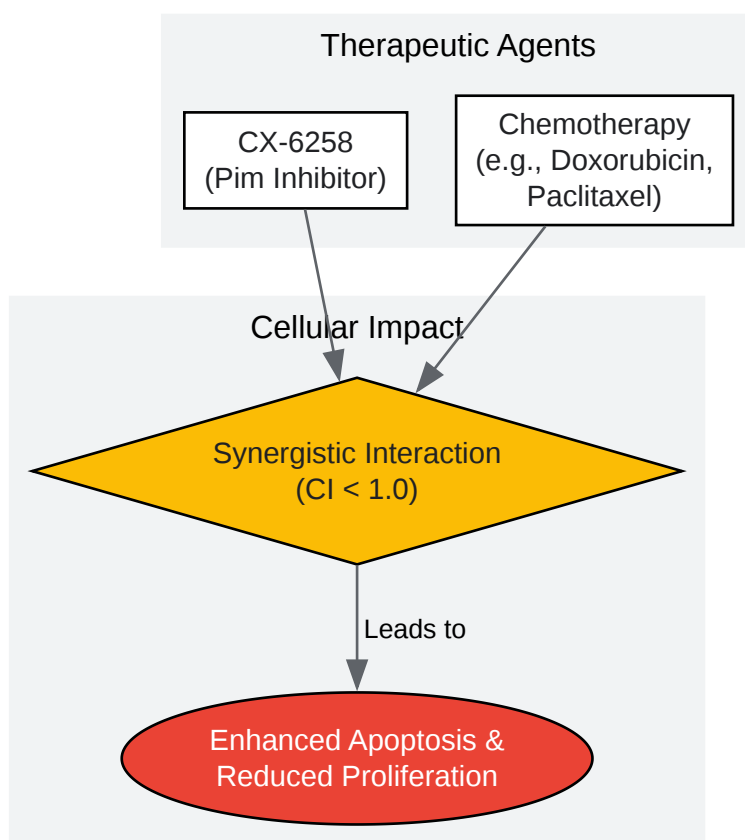 Therapeutic Agents
CX-6258
(Pim Inhibitor)
Chemotherapy
(e.g., Doxorubicin,
Paclitaxel)
Cellular Impact
Synergistic Interaction
(CI < 1.0)
Leads to
Enhanced Apoptosis &
Reduced Proliferation